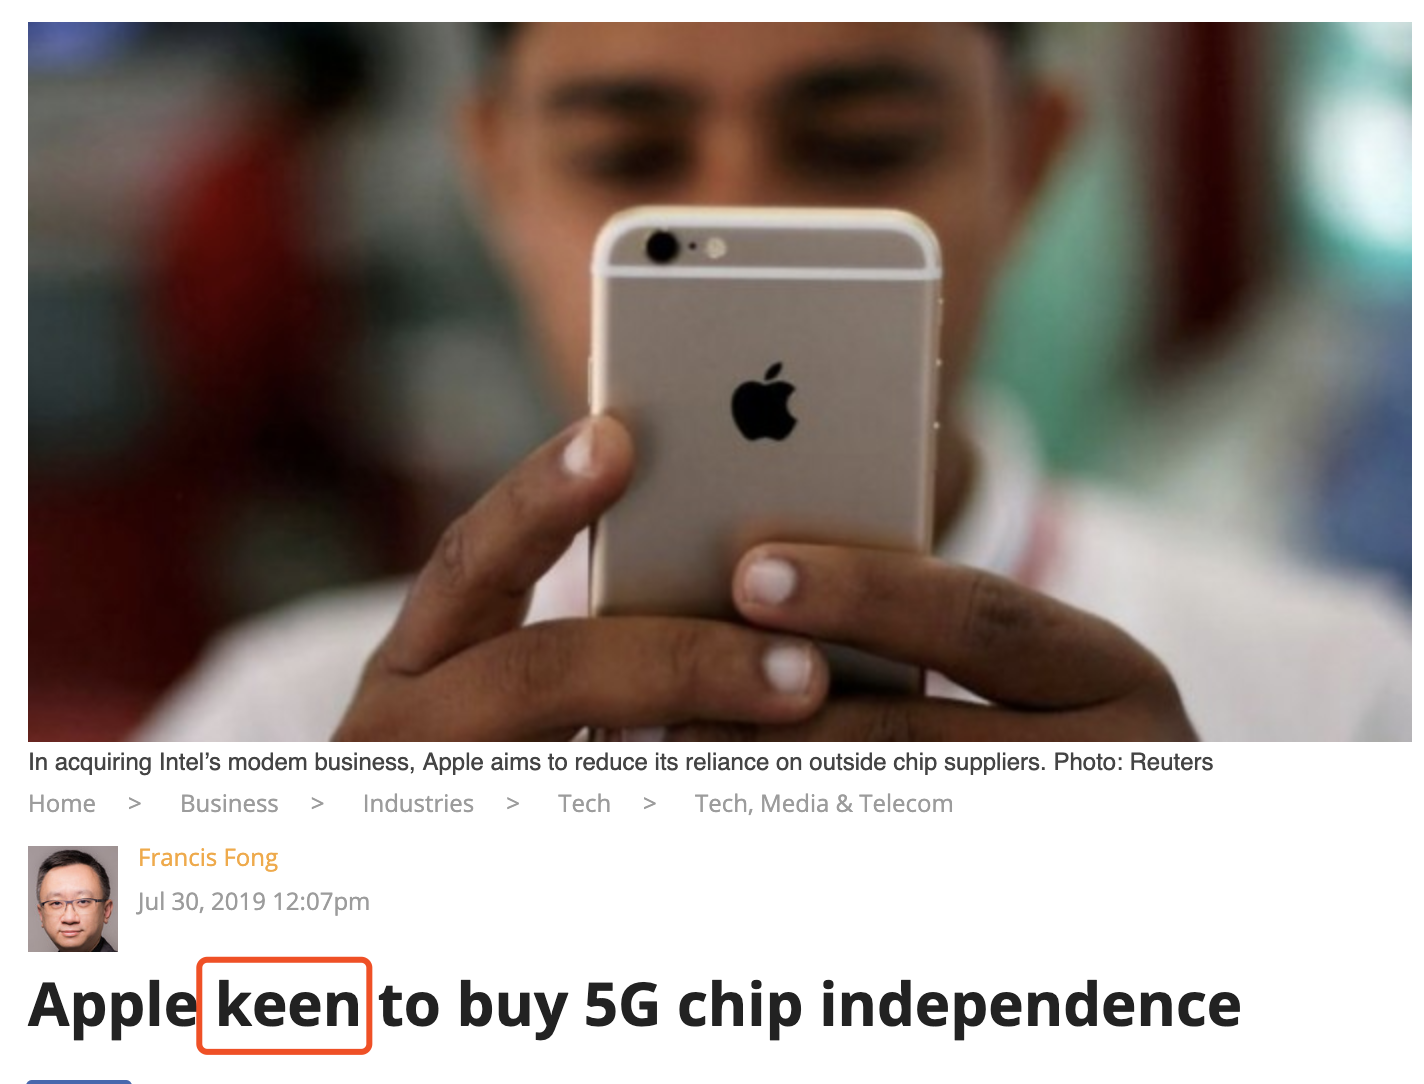 In acquiring Intel’s modem business, Apple aims to reduce its reliance on outside chip suppliers. Photo: Reuters
Home > Business > Industries > Tech > Tech, Media & Telecom
Francis Fong
Jul 30, 2019 12:07pm
Apple keen to buy 5G chip independence